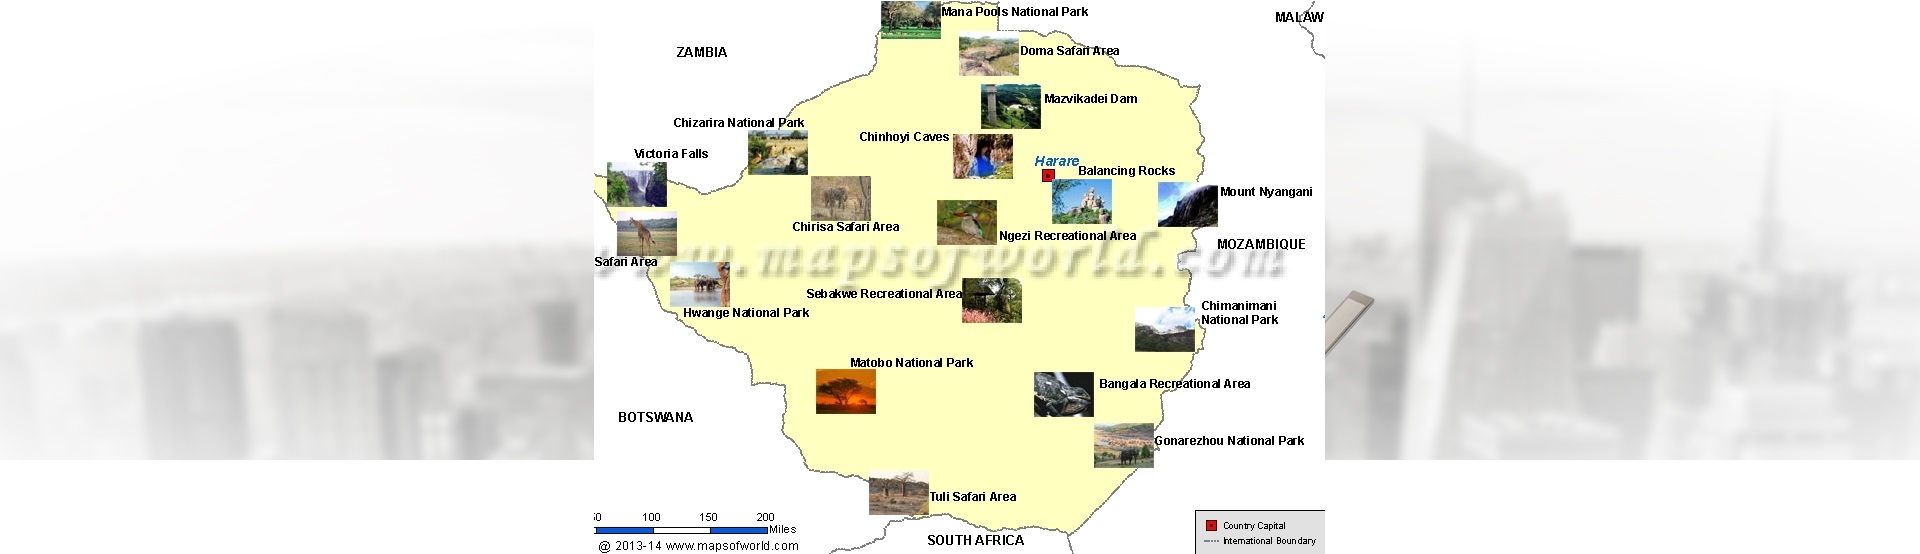 Mana Pools National Park
MALAW
ZAMBIA
Doma Safari Area
Mazvikadei Dam
Chizarira National Park
Chinhoyi Caves
Victoria Falls
Harare
Balancing Rocks
Mount Nyangani
Chirisa Safari Area
Ngezi Recreational Area
MOZAMBIQUE
Safari Area
www.mapsofworld.com
Sebakwe Recreational Area
Hwange National Park
Chimanimani
National Park
Matobo National Park
Bangala Recreational Area
BOTSWANA
Gonarezhou National Park
Tuli Safari Area
50 100 150 200
Miles
Country Capital
SOUTH AFRICA
International Boundary
@ 2013-14 www.mapsofworld.com